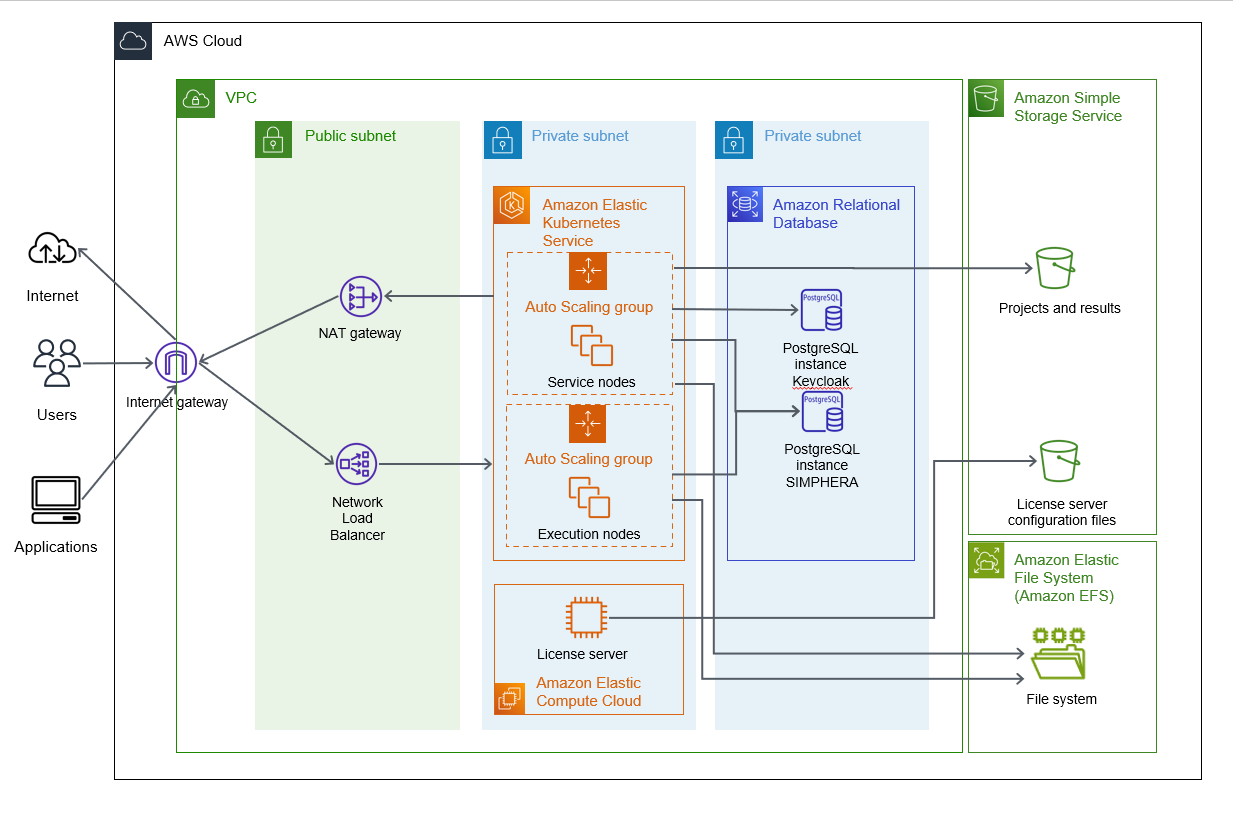 AWS Cloud
VPC
Public subnet
Private subnet
Private subnet
Amazon Simple
Storage Service
Amazon Elastic
Kubernetes
Service
Amazon Relational
Database
Internet
NAT gateway
Auto Scaling group
Service nodes
PostgreSQL
PostgreSQL
instance
Keycloak
Projects and results
Users
Internet gateway
Applications
Network
Load
Balancer
Auto Scaling group
Execution nodes
PostgreSQL
PostgreSQL
instance
SIMPHERA
License server
configuration files
License server
Amazon Elastic
Compute Cloud
Amazon Elastic
File System
(Amazon EFS)
File system